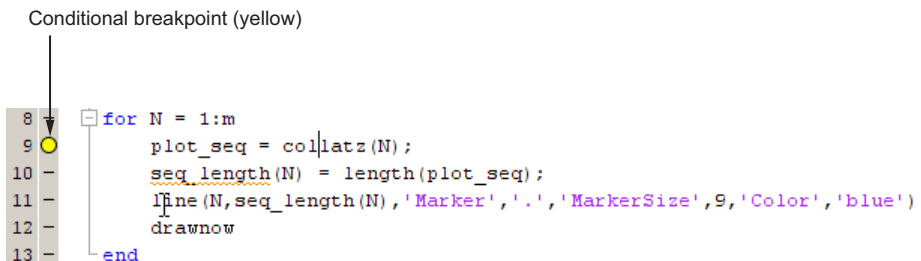 Conditional breakpoint (yellow)
8 - for N = 1:m
9 plot_seq = collatz(N);
10 - seq_length(N) = length(plot_seq);
11 - line(N,seq_length(N),'Marker','.','MarkerSize',9,'Color','blue')
12 - drawnow
13 - end